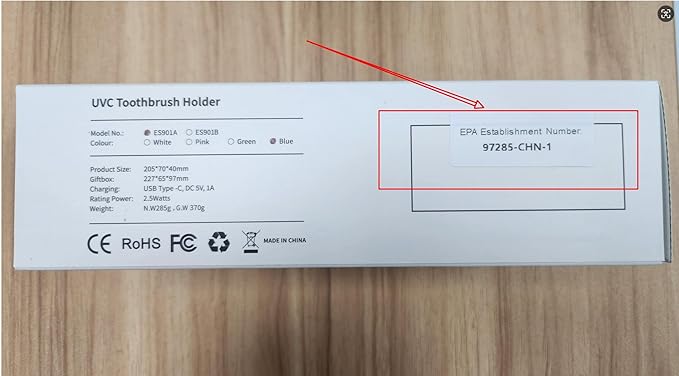 UVC Toothbrush Holder
Model No.: ES901A ES901B
Colour: White Pink Green Blue
Product Size: 205*70*40mm
Giftbox: 227*65*97mm
Charging: USB Type -C, DC 5V, 1A
Rating Power: 2.5Watts
Weight: N.W285g , G.W 370g
CE RoHS FC MADE IN CHINA
EPA Establishment Number:
97285-CHN-1